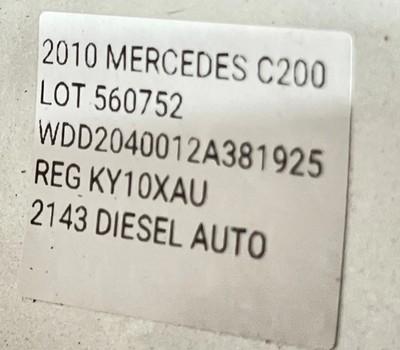 2010 MERCEDES C200
LOT 560752
WDD2040012A381925
REG KY10XAU
2143 DIESEL AUTO